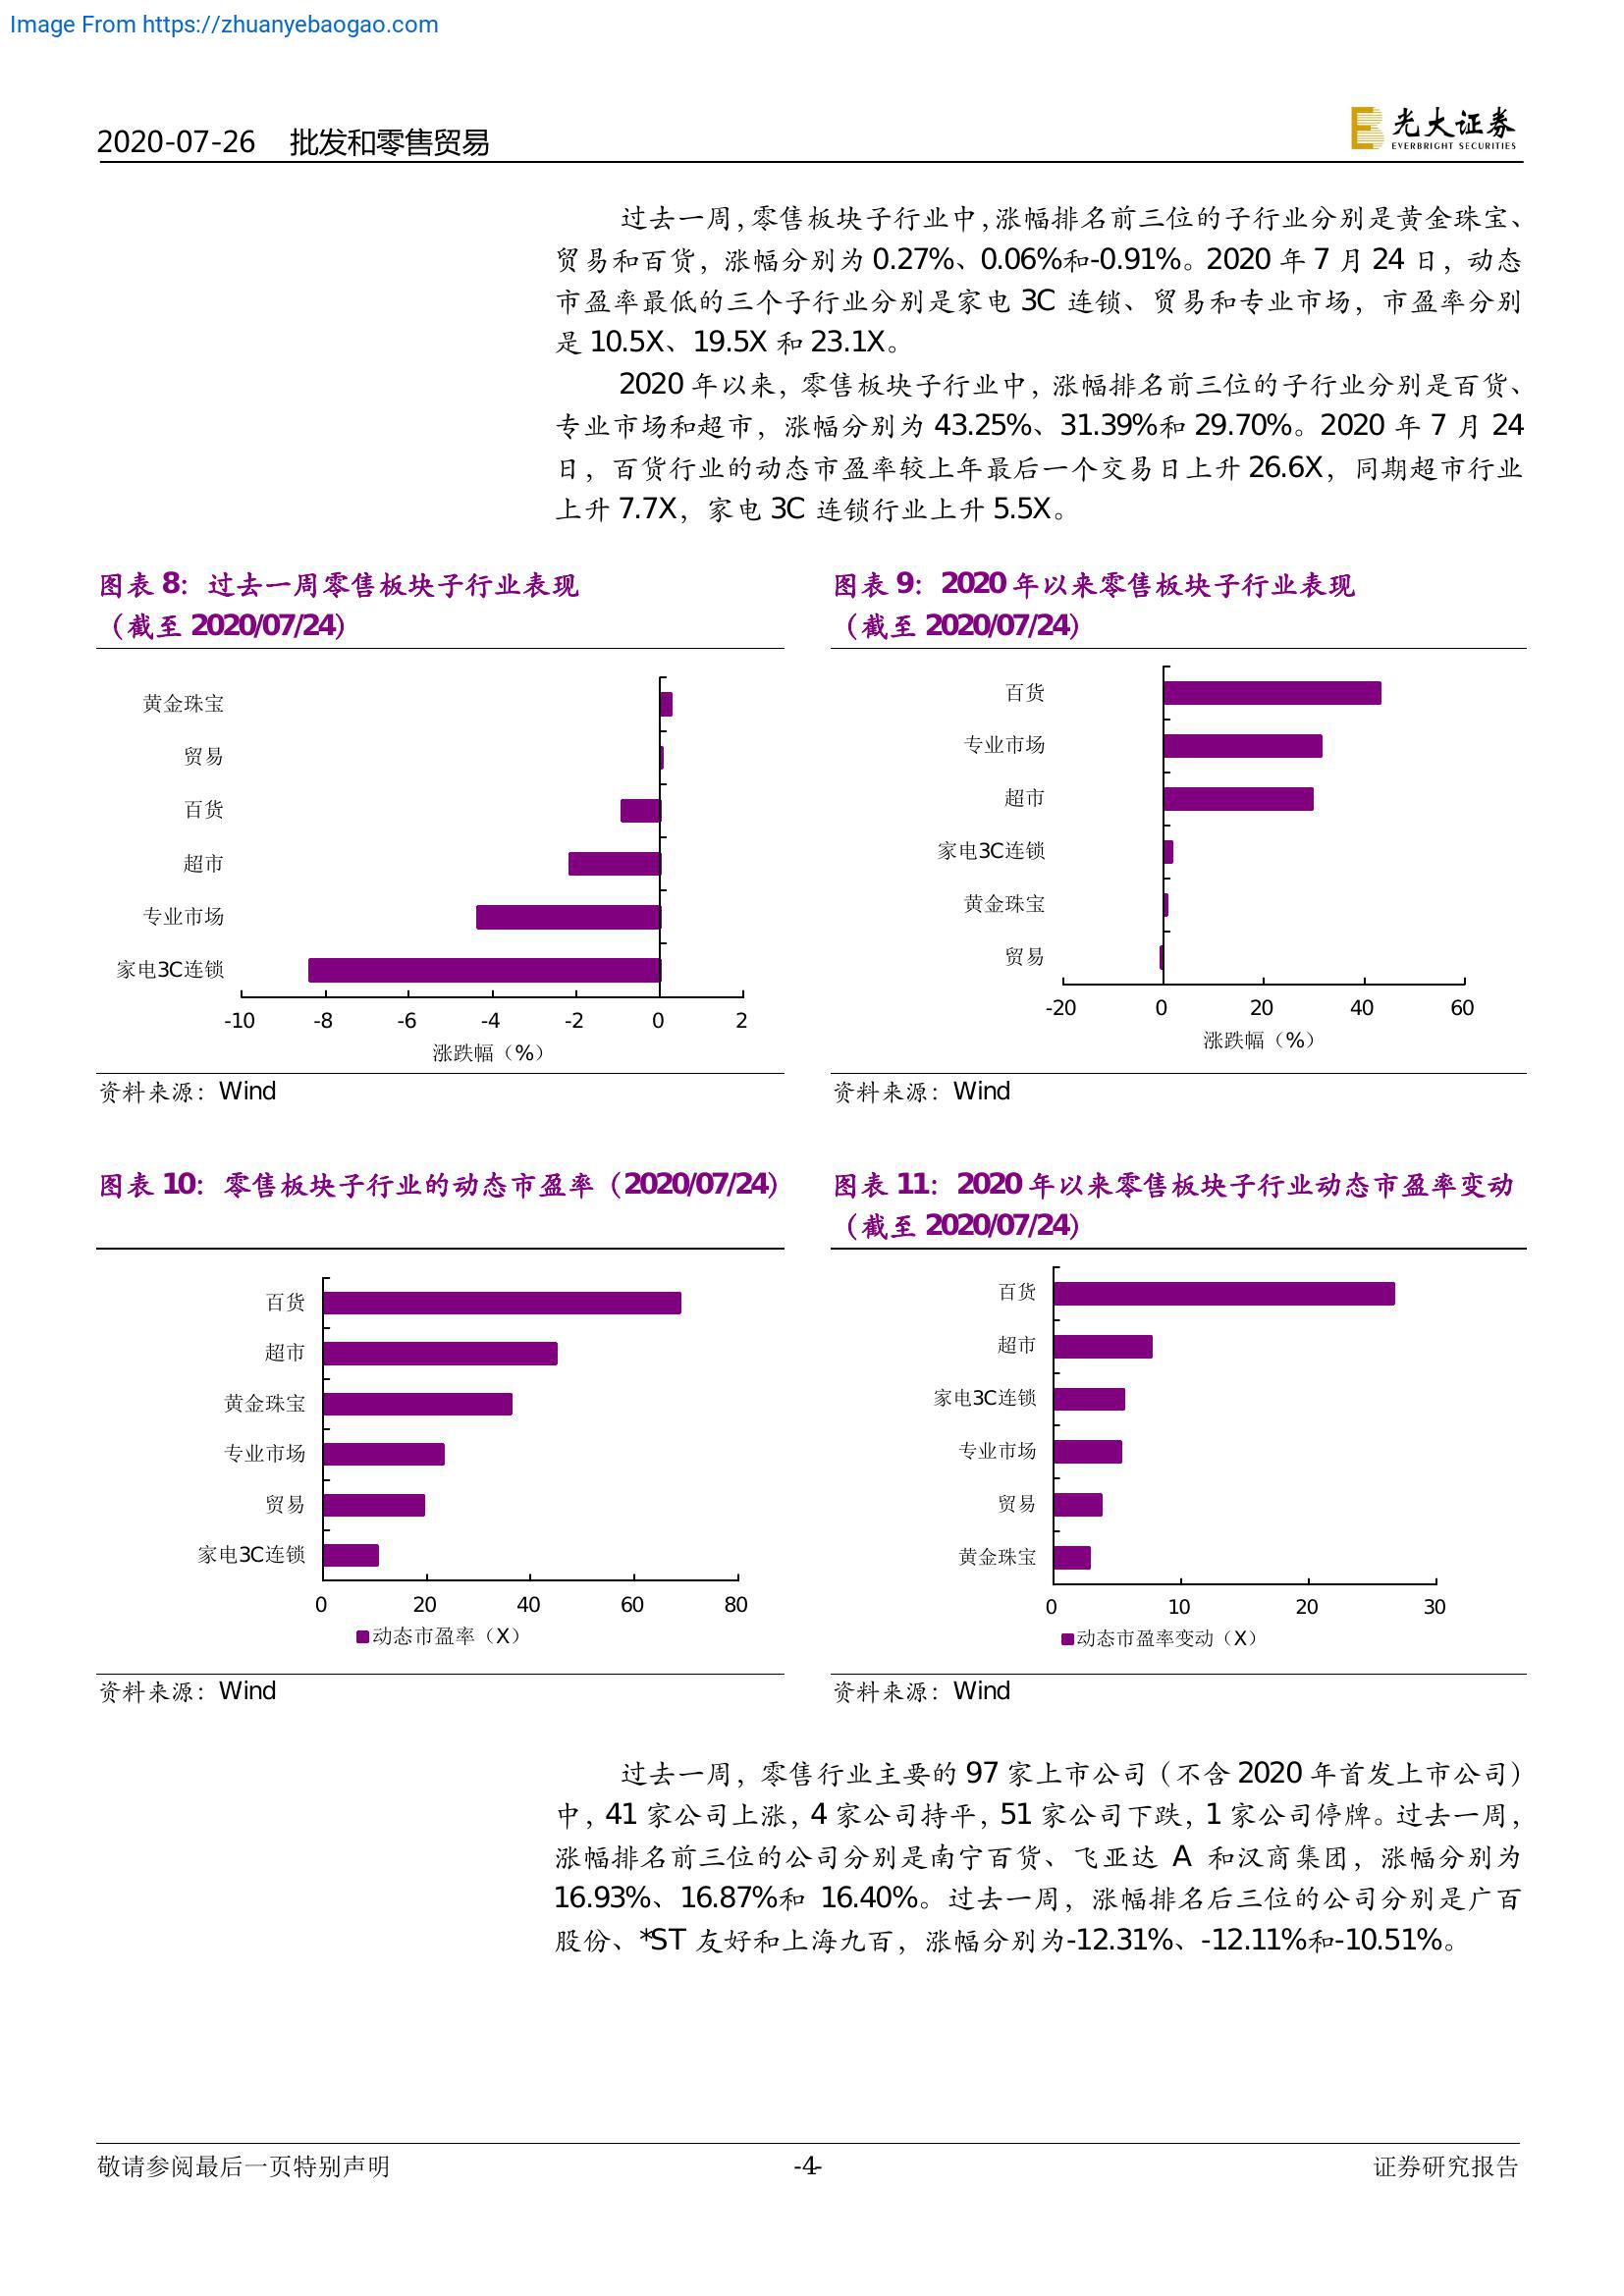 Image From https://zhuanyebaogao.com
2020-07-26 批发和零售贸易
光大证券
EVERBRIGHT SECURITIES
过去一周，零售板块子行业中，涨幅排名前三位的子行业分别是黄金珠宝、
贸易和百货，涨幅分别为 0.27%、0.06%和-0.91%。2020 年 7 月 24 日，动态
市盈率最低的三个子行业分别是家电 3C 连锁、贸易和专业市场，市盈率分别
是 10.5X、19.5X 和 23.1X。
2020 年以来，零售板块子行业中，涨幅排名前三位的子行业分别是百货、
专业市场和超市，涨幅分别为 43.25%、31.39%和 29.70%。2020 年 7 月 24
日，百货行业的动态市盈率较上年最后一个交易日上升 26.6X，同期超市行业
上升 7.7X，家电 3C 连锁行业上升 5.5X。
图表 8：过去一周零售板块子行业表现
（截至 2020/07/24）
黄金珠宝
贸易
百货
超市
专业市场
家电3C连锁
-10 -8 -6 -4 -2 0 2
涨跌幅（%）
资料来源：Wind
图表 9：2020 年以来零售板块子行业表现
（截至 2020/07/24）
百货
专业市场
超市
家电3C连锁
黄金珠宝
贸易
-20 0 20 40 60
涨跌幅（%）
资料来源：Wind
图表 10：零售板块子行业的动态市盈率（2020/07/24）
百货
超市
黄金珠宝
专业市场
贸易
家电3C连锁
0 20 40 60 80
动态市盈率（X）
资料来源：Wind
图表 11：2020 年以来零售板块子行业动态市盈率变动
（截至 2020/07/24）
百货
超市
家电3C连锁
专业市场
贸易
黄金珠宝
0 10 20 30
动态市盈率变动（X）
资料来源：Wind
过去一周，零售行业主要的 97 家上市公司（不含 2020 年首发上市公司）
中，41 家公司上涨，4 家公司持平，51 家公司下跌，1 家公司停牌。过去一周，
涨幅排名前三位的公司分别是南宁百货、飞亚达 A 和汉商集团，涨幅分别为
16.93%、16.87%和 16.40%。过去一周，涨幅排名后三位的公司分别是广百
股份、*ST 友好和上海九百，涨幅分别为-12.31%、-12.11%和-10.51%。
敬请参阅最后一页特别声明 -4- 证券研究报告